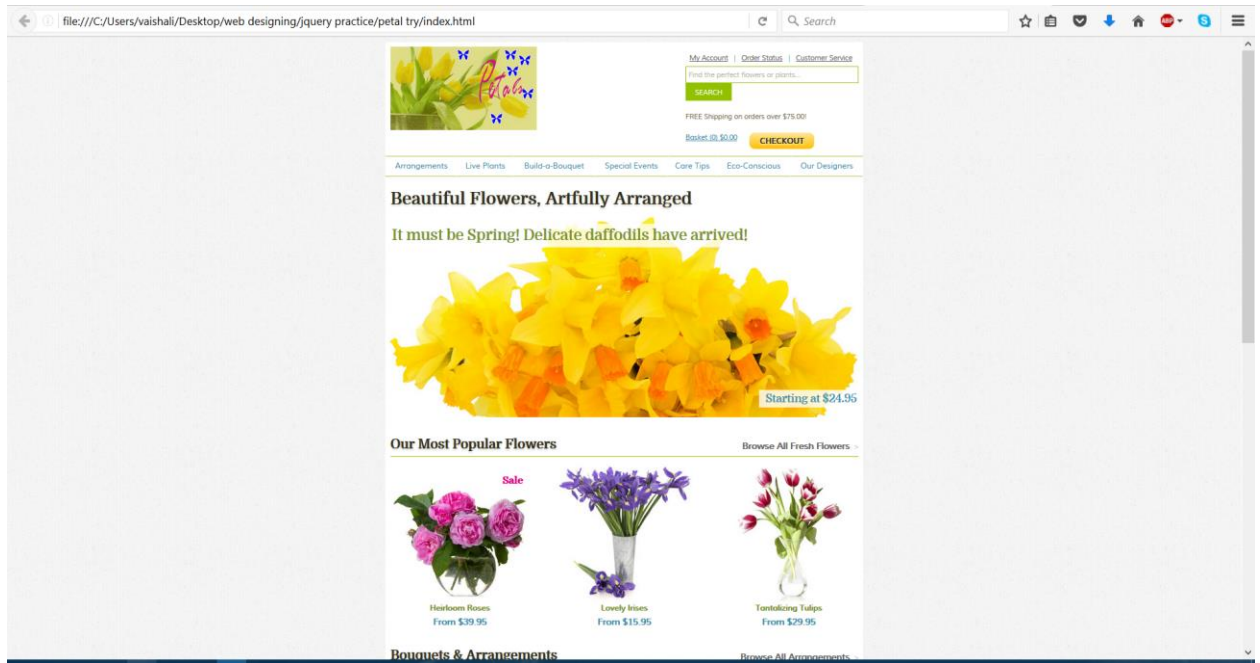 file:///C:/Users/vaishali/Desktop/web designing/jquery practice/petal try/index.html
Search
ABP
S
Petals
My Account | Order Status | Customer Service
Find the perfect flowers or plants...
SEARCH
FREE Shipping on orders over $75.00!
Basket (0) $0.00
CHECKOUT
Arrangements Live Plants Build-a-Bouquet Special Events Care Tips Eco-Conscious Our Designers
Beautiful Flowers, Artfully Arranged
It must be Spring! Delicate daffodils have arrived!
Starting at $24.95
Our Most Popular Flowers
Browse All Fresh Flowers >
Sale
Heirloom Roses Lovely Irises Tantalizing Tulips
From $39.95 From $15.95 From $29.95
Bouquets & Arrangements
Browse All Arrangements >